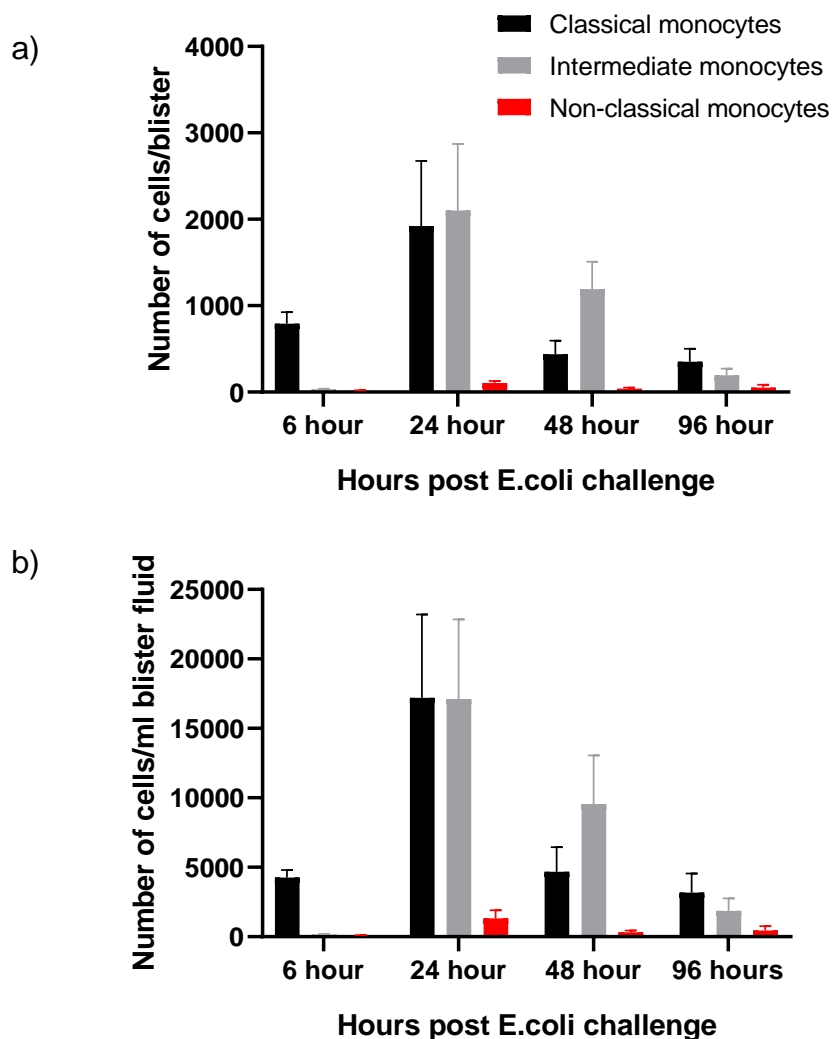 a)
Classical monocytes
Intermediate monocytes
Non-classical monocytes
Number of cells/blister
4000
3000
2000
1000
0
6 hour 24 hour 48 hour 96 hour
Hours post E.coli challenge
b)
Number of cells/ml blister fluid
25000
20000
15000
10000
5000
0
6 hour 24 hour 48 hour 96 hours
Hours post E.coli challenge